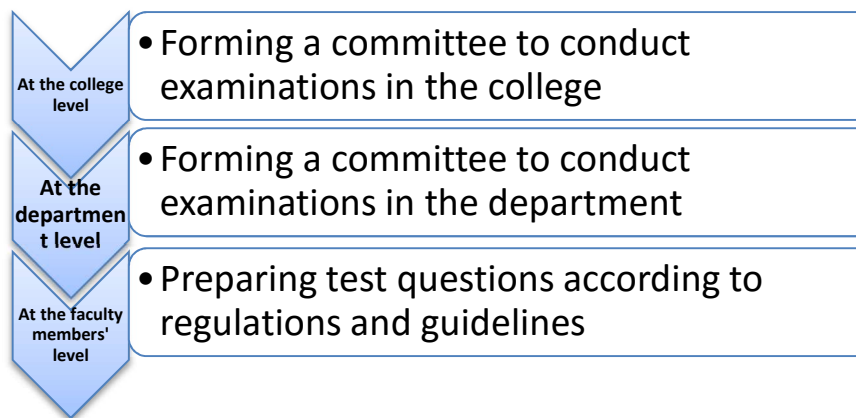 At the college
level
• Forming a committee to conduct
examinations in the college
At the
departmen
t level
• Forming a committee to conduct
examinations in the department
At the faculty
members'
level
• Preparing test questions according to
regulations and guidelines